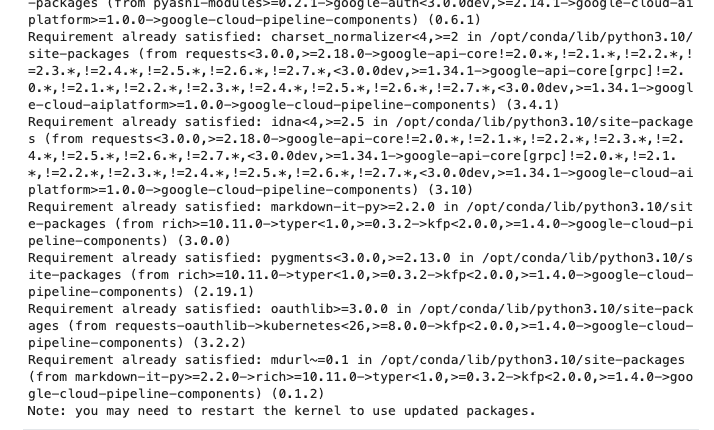 -packages (from pyasn1-modules>=0.2.1->google-auth<3.0.0dev,>=2.14.1->google-cloud-ai
platform>=1.0.0->google-cloud-pipeline-components) (0.6.1)
Requirement already satisfied: charset_normalizer<4,>=2 in /opt/conda/lib/python3.10/
site-packages (from requests<3.0.0,>=2.18.0->google-api-core!=2.0.*,!=2.1.*,!=2.2.*,!
=2.3.*,!=2.4.*,!=2.5.*,!=2.6.*,!=2.7.*,<3.0.0dev,>=1.34.1->google-api-core[grpc]!=2.
0.*,!=2.1.*,!=2.2.*,!=2.3.*,!=2.4.*,!=2.5.*,!=2.6.*,!=2.7.*,<3.0.0dev,>=1.34.1->googl
e-cloud-aiplatform>=1.0.0->google-cloud-pipeline-components) (3.4.1)
Requirement already satisfied: idna<4,>=2.5 in /opt/conda/lib/python3.10/site-package
s (from requests<3.0.0,>=2.18.0->google-api-core!=2.0.*,!=2.1.*,!=2.2.*,!=2.3.*,!=2.
4.*,!=2.5.*,!=2.6.*,!=2.7.*,<3.0.0dev,>=1.34.1->google-api-core[grpc]!=2.0.*,!=2.1.
*,!=2.2.*,!=2.3.*,!=2.4.*,!=2.5.*,!=2.6.*,!=2.7.*,<3.0.0dev,>=1.34.1->google-cloud-ai
platform>=1.0.0->google-cloud-pipeline-components) (3.10)
Requirement already satisfied: markdown-it-py>=2.2.0 in /opt/conda/lib/python3.10/sit
e-packages (from rich>=10.11.0->typer<1.0,>=0.3.2->kfp<2.0.0,>=1.4.0->google-cloud-pi
peline-components) (3.0.0)
Requirement already satisfied: pygments<3.0.0,>=2.13.0 in /opt/conda/lib/python3.10/s
ite-packages (from rich>=10.11.0->typer<1.0,>=0.3.2->kfp<2.0.0,>=1.4.0->google-cloud-
pipeline-components) (2.19.1)
Requirement already satisfied: oauthlib>=3.0.0 in /opt/conda/lib/python3.10/site-pack
ages (from requests-oauthlib->kubernetes<26,>=8.0.0->kfp<2.0.0,>=1.4.0->google-cloud-
pipeline-components) (3.2.2)
Requirement already satisfied: mdurl~=0.1 in /opt/conda/lib/python3.10/site-packages
(from markdown-it-py>=2.2.0->rich>=10.11.0->typer<1.0,>=0.3.2->kfp<2.0.0,>=1.4.0->goo
gle-cloud-pipeline-components) (0.1.2)
Note: you may need to restart the kernel to use updated packages.